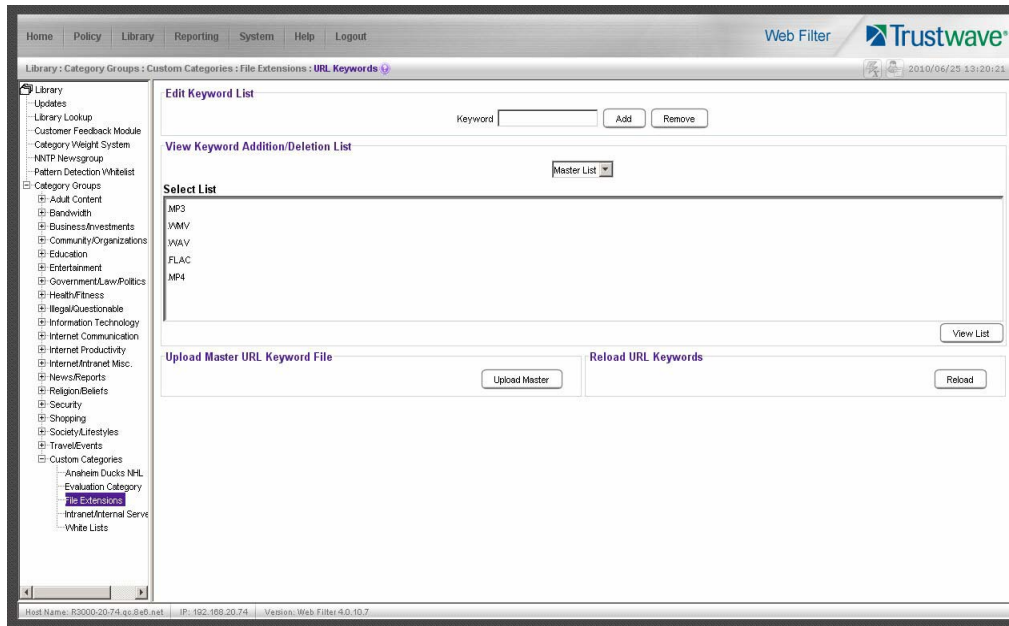 Home Policy Library Reporting System Help Logout
Web Filter
Trustwave®
Library : Category Groups : Custom Categories : File Extensions : URL Keywords
2010/06/25 13:20:21
Library
Updates
Library Lookup
Customer Feedback Module
Category Weight System
NNTP Newsgroup
Pattern Detection Whitelist
Category Groups
Adult Content
Bandwidth
Business/Investments
Community/Organizations
Education
Entertainment
Government/Law/Politics
Health/Fitness
Illegal/Questionable
Information Technology
Internet Communication
Internet Productivity
Internet/Intranet Misc.
News/Reports
Religion/Beliefs
Security
Shopping
Society/Lifestyles
Travel/Events
Custom Categories
Anaheim Ducks NHL
Evaluation Category
File Extensions
Intranet/Internal Serve
White Lists
Edit Keyword List
Keyword
Add
Remove
View Keyword Addition/Deletion List
Master List
Select List
.MP3
.WMV
.WAV
.FLAC
.MP4
View List
Upload Master URL Keyword File
Upload Master
Reload URL Keywords
Reload
Host Name: R3000-20-74.qc.8e6.net IP: 192.168.20.74 Version: Web Filter 4.0.10.7